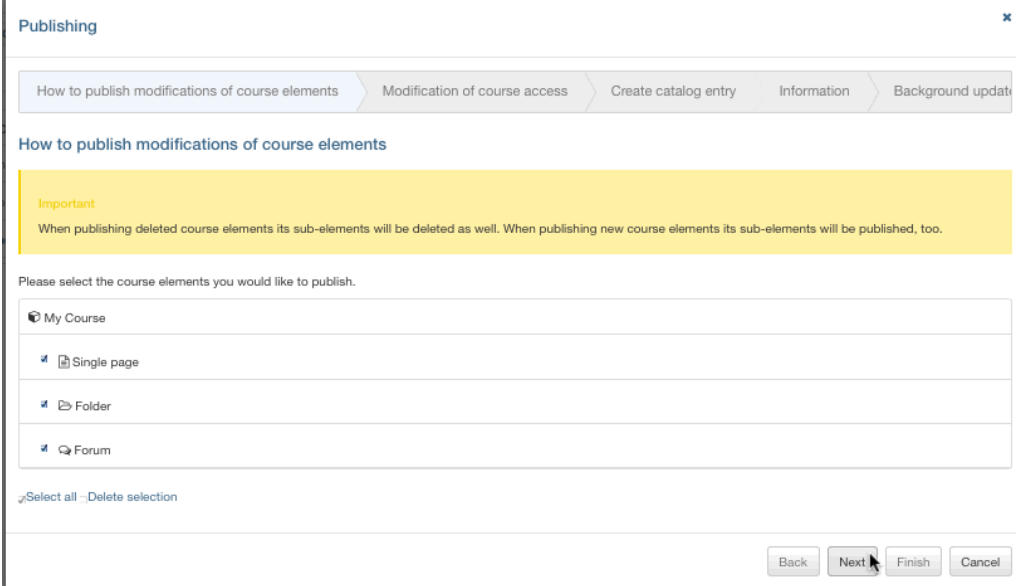 Publishing
How to publish modifications of course elements
Modification of course access
Create catalog entry
Information
Background update
How to publish modifications of course elements
Important
When publishing deleted course elements its sub-elements will be deleted as well. When publishing new course elements its sub-elements will be published, too.
Please select the course elements you would like to publish.
My Course
Single page
Folder
Forum
Select all Delete selection
Back Next Finish Cancel